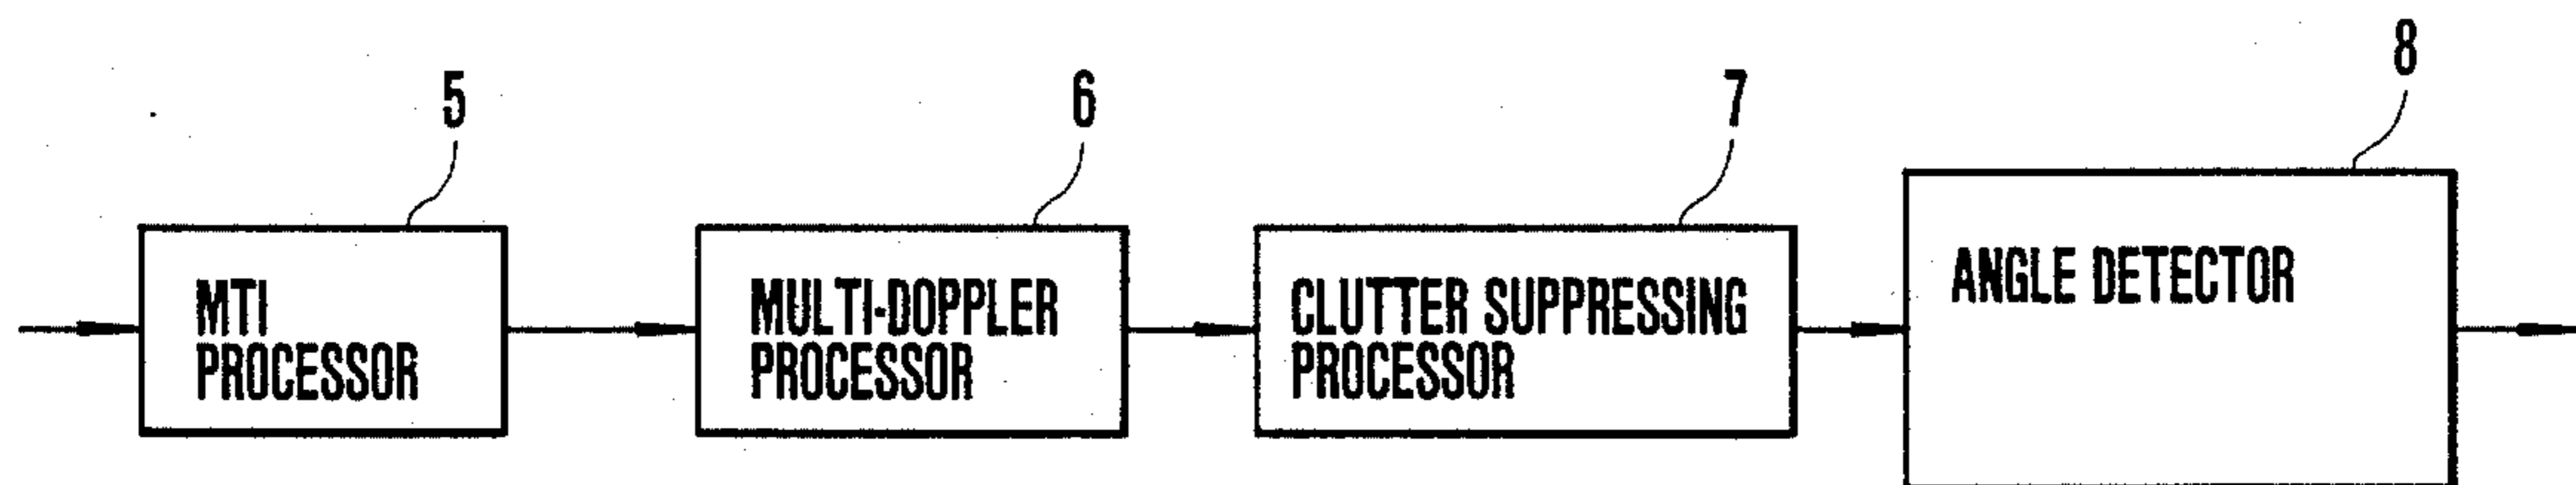 5
6
7
8
MTI
PROCESSOR
MULTI-DOPPLER
PROCESSOR
CLUTTER SUPPRESSING
PROCESSOR
ANGLE DETECTOR